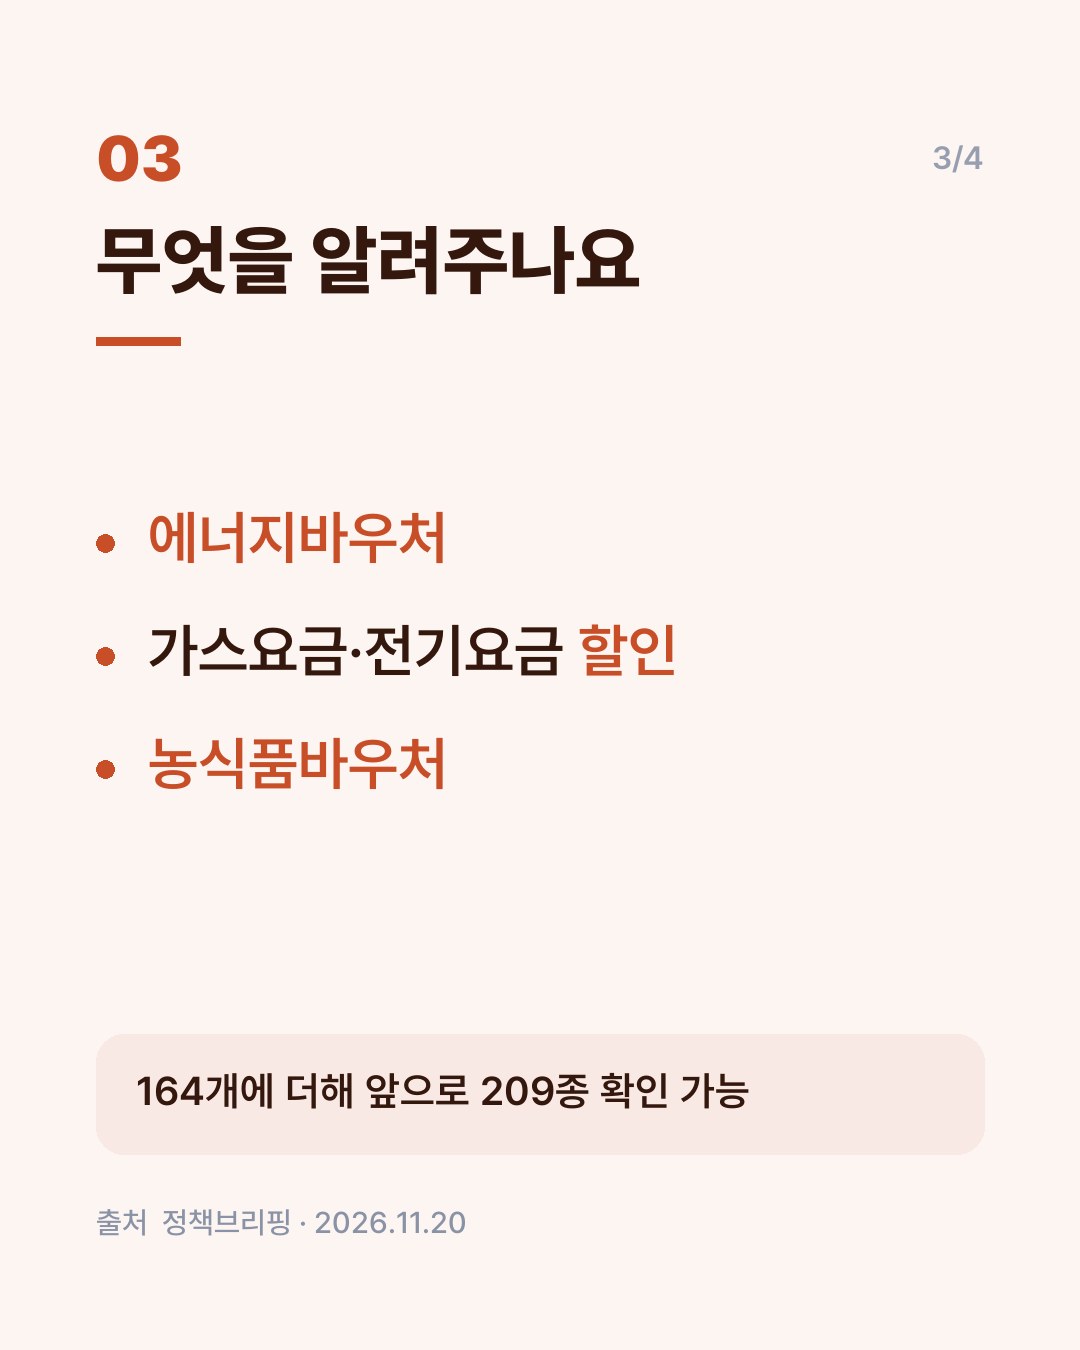 03
3/4
무엇을 알려주나요
• 에너지바우처
• 가스요금·전기요금 할인
• 농식품바우처
164개에 더해 앞으로 209종 확인 가능
출처 정책브리핑 · 2026.11.20